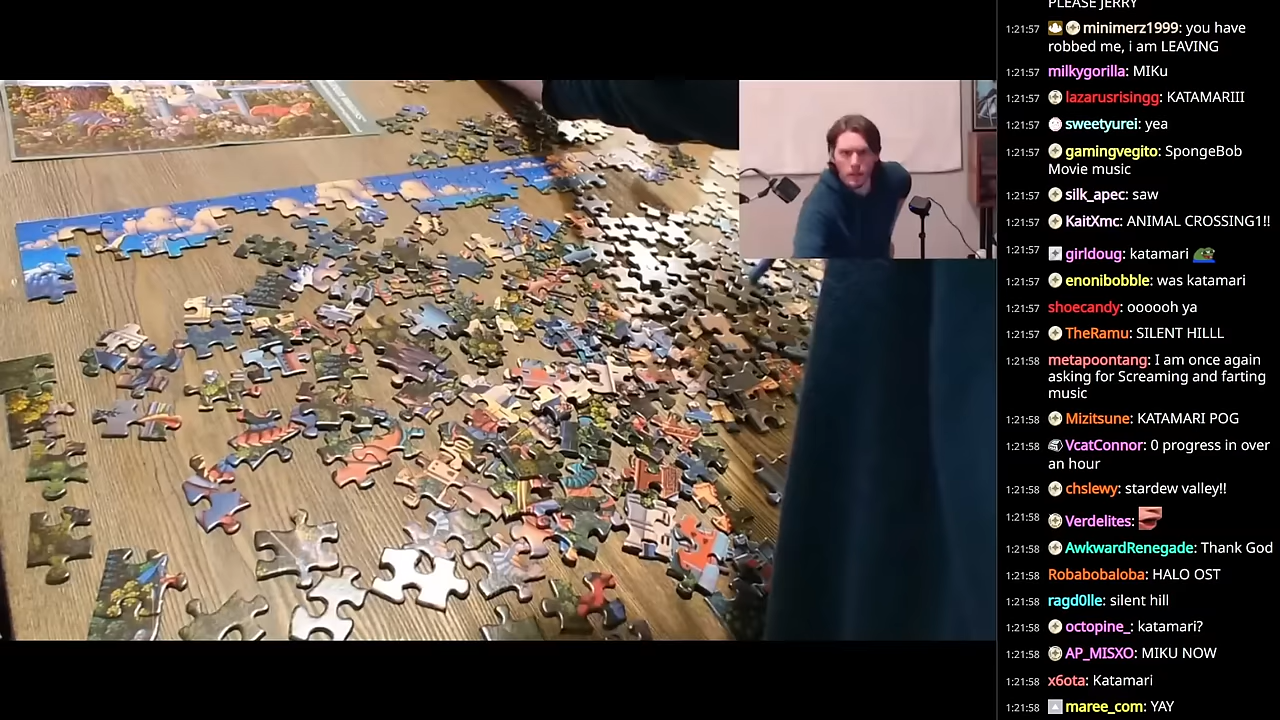 PLEASE JERRY
1:21:57 minimerz1999: you have
robbed me, i am LEAVING
1:21:57 milkygorilla: MIKu
1:21:57 lazarusrisingg: KATAMARIII
1:21:57 sweetyurei: yea
1:21:57 gamingvegito: SpongeBob
Movie music
1:21:57 silk_apec: saw
1:21:57 KaitXmc: ANIMAL CROSSING1!!
1:21:57 girldoug: katamari
1:21:57 enonibobble: was katamari
1:21:57 shoecandy: oooooh ya
1:21:57 TheRamu: SILENT HILLL
1:21:58 metapoontang: I am once again
asking for Screaming and farting
music
1:21:58 Mizitsune: KATAMARI POG
1:21:58 VcatConnor: 0 progress in over
an hour
1:21:58 chslewy: stardew valley!!
1:21:58 Verdelites:
1:21:58 AwkwardRenegade: Thank God
1:21:58 Robabobaloba: HALO OST
1:21:58 ragd0lle: silent hill
1:21:58 octopine_: katamari?
1:21:58 AP_MISXO: MIKU NOW
1:21:58 x6ota: Katamari
1:21:58 maree_com: YAY